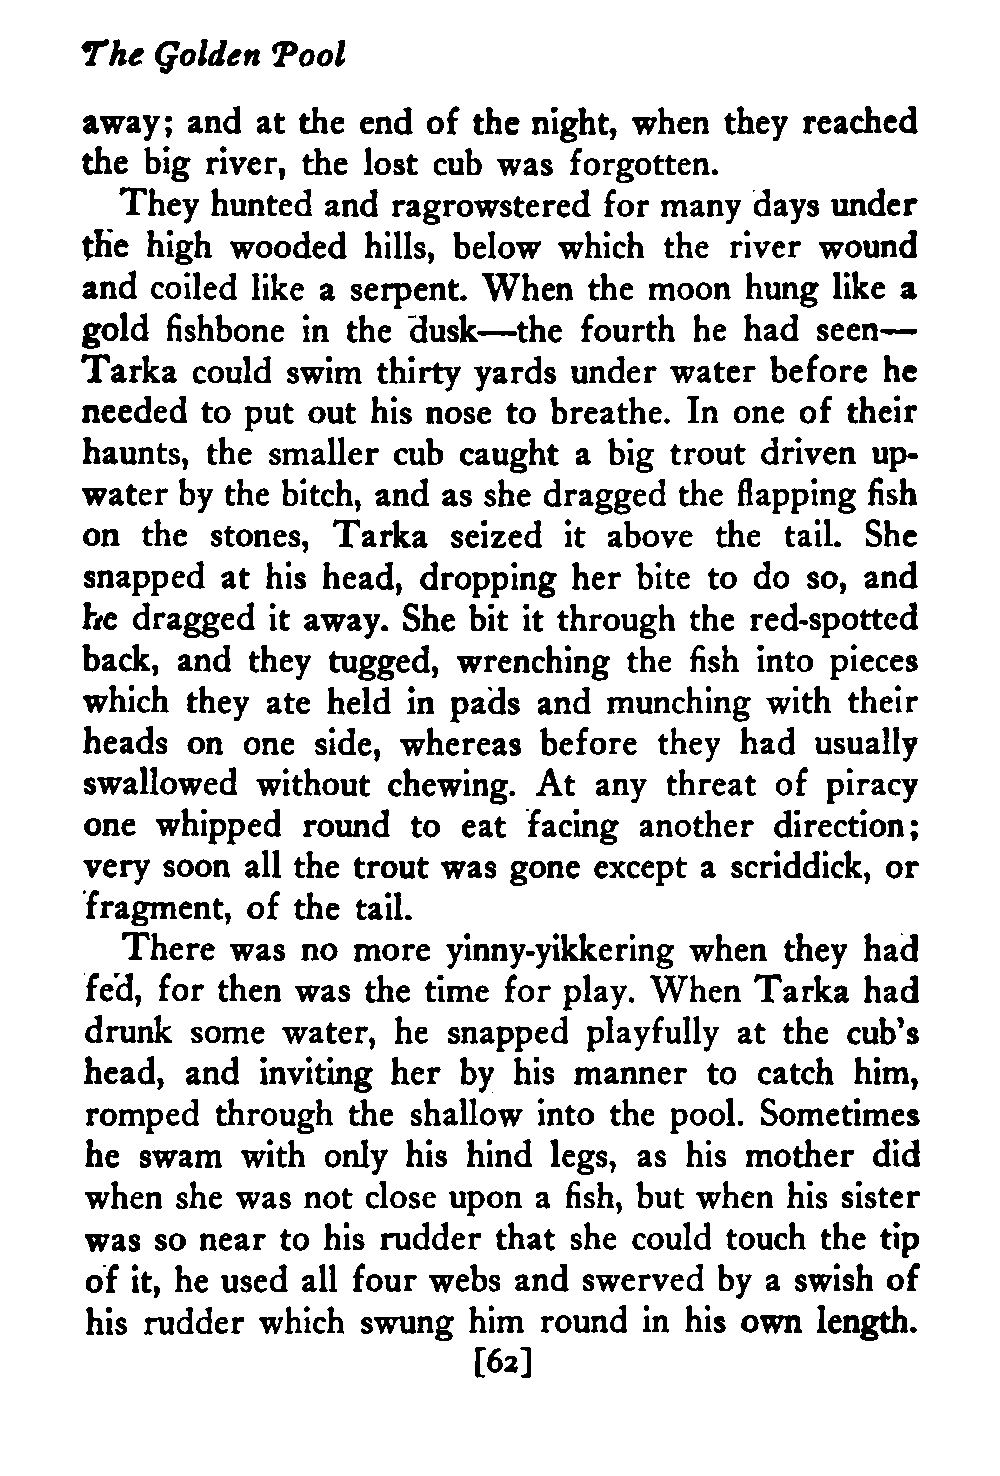 The Golden Pool
away; and at the end of the night, when they reached
the big river, the lost cub was forgotten.
They hunted and ragrowstered for many days under
the high wooded hills, below which the river wound
and coiled like a serpent. When the moon hung like a
gold fishbone in the dusk—the fourth he had seen—
Tarka could swim thirty yards under water before he
needed to put out his nose to breathe. In one of their
haunts, the smaller cub caught a big trout driven up-
water by the bitch, and as she dragged the flapping fish
on the stones, Tarka seized it above the tail. She
snapped at his head, dropping her bite to do so, and
he dragged it away. She bit it through the red-spotted
back, and they tugged, wrenching the fish into pieces
which they ate held in pads and munching with their
heads on one side, whereas before they had usually
swallowed without chewing. At any threat of piracy
one whipped round to eat facing another direction;
very soon all the trout was gone except a scriddick, or
fragment, of the tail.
There was no more yinny-yikkering when they had
fed, for then was the time for play. When Tarka had
drunk some water, he snapped playfully at the cub's
head, and inviting her by his manner to catch him,
romped through the shallow into the pool. Sometimes
he swam with only his hind legs, as his mother did
when she was not close upon a fish, but when his sister
was so near to his rudder that she could touch the tip
of it, he used all four webs and swerved by a swish of
his rudder which swung him round in his own length.
[62]